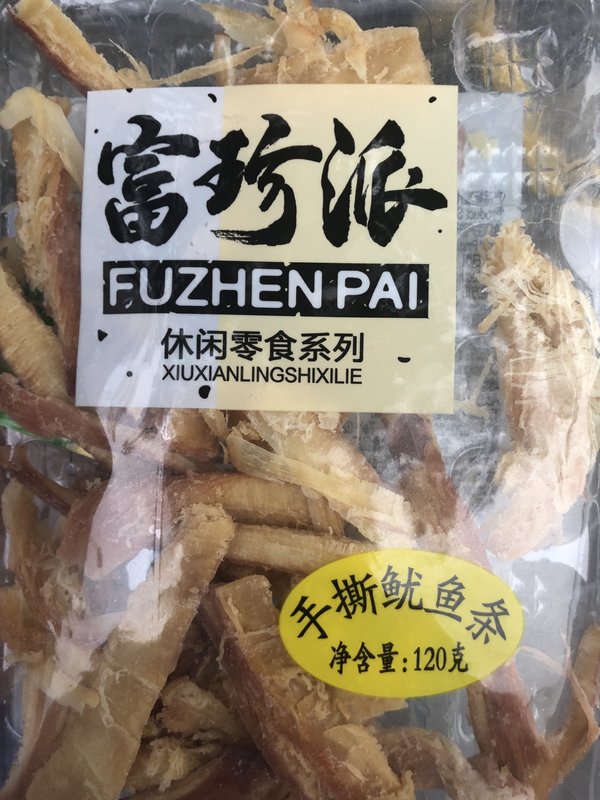 富珍派
FUZHEN PAI
休闲零食系列
XIUXIANLINGSHIXILIE
手撕鱿鱼条
净含量:120克